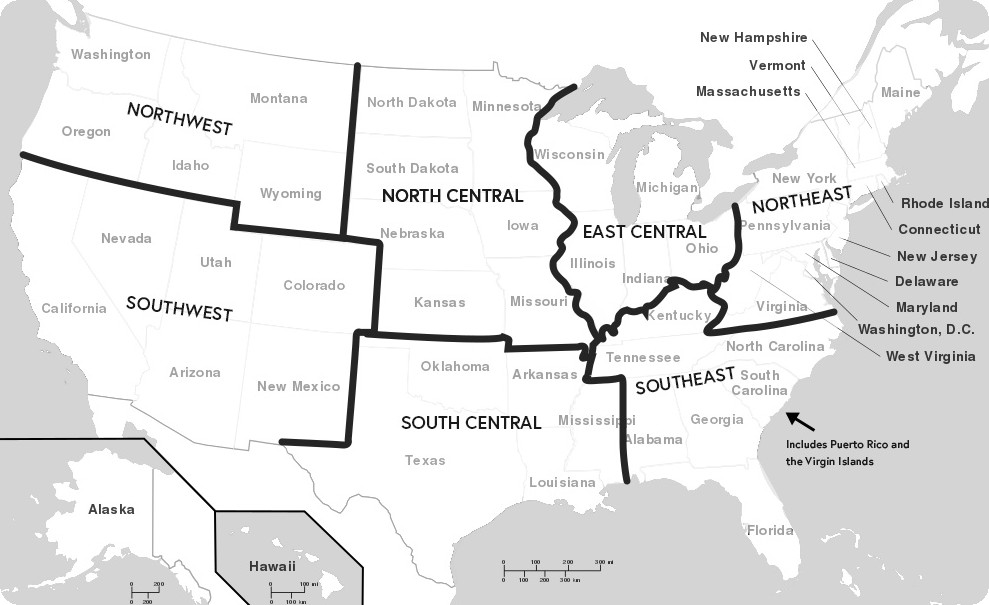 New Hampshire
Vermont
Massachusetts
Washington
Montana
North Dakota
Minnesota
Maine
NORTHWEST
Oregon
Idaho
Wyoming
South Dakota
Wisconsin
Michigan
New York
NORTH CENTRAL
NORTHEAST
Rhode Island
Connecticut
Nevada
Utah
Nebraska
Iowa
EAST CENTRAL
Ohio
Pennsylvania
New Jersey
Colorado
Illinois
Indiana
Delaware
California
SOUTHWEST
Kansas
Missouri
Kentucky
Virginia
Maryland
Washington, D.C.
West Virginia
Arizona
New Mexico
Oklahoma
Arkansas
Tennessee
North Carolina
SOUTHEAST
South
Carolina
SOUTH CENTRAL
Mississippi
Alabama
Georgia
Includes Puerto Rico and
the Virgin Islands
Texas
Louisiana
Florida
Alaska
Hawaii
0 200
0 200
0 100 mi
0 100 km
0 100 200 300 mi
0 100 200 300 km